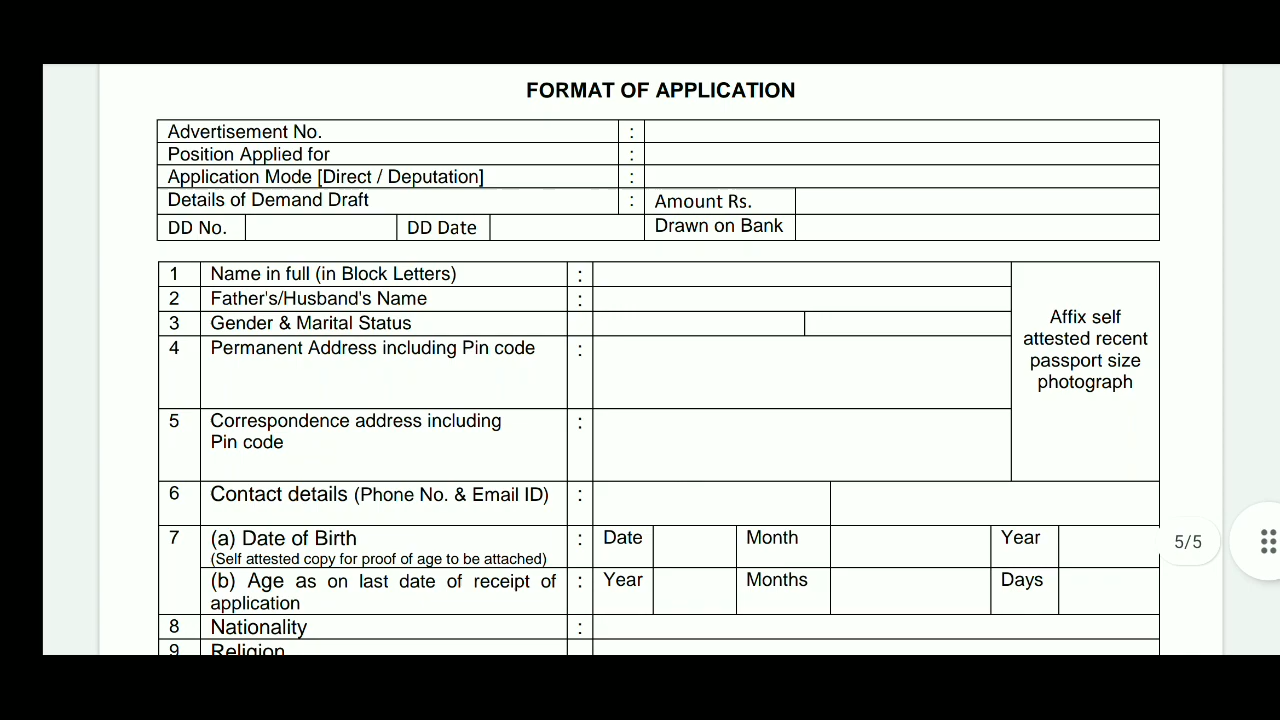 FORMAT OF APPLICATION
Advertisement No. :
Position Applied for :
Application Mode [Direct / Deputation] :
Details of Demand Draft : Amount Rs.
DD No. DD Date Drawn on Bank
1 Name in full (in Block Letters) :
2 Father's/Husband's Name :
3 Gender & Marital Status
Affix self
attested recent
passport size
photograph
4 Permanent Address including Pin code :
5 Correspondence address including :
Pin code
6 Contact details (Phone No. & Email ID) :
7 (a) Date of Birth : Date Month Year
(Self attested copy for proof of age to be attached)
(b) Age as on last date of receipt of : Year Months Days
application
5/5
8 Nationality :
9 Religion